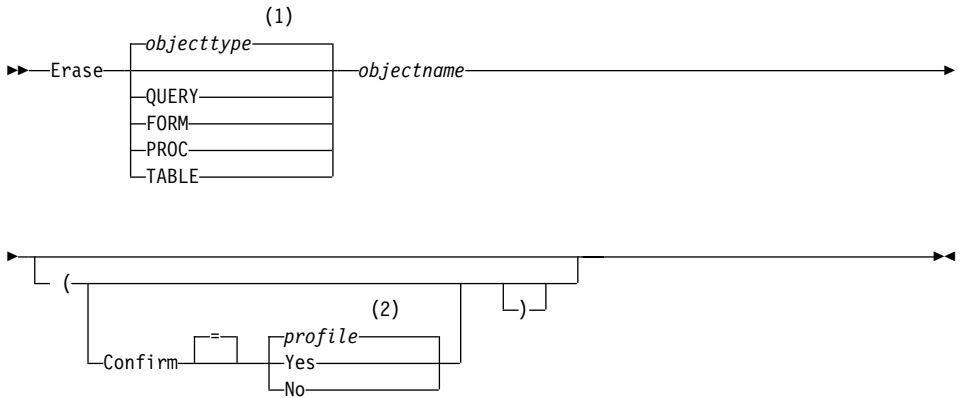 (1)
objecttype
Erase objectname
QUERY
FORM
PROC
TABLE
( )
(2)
= profile
Confirm Yes
No